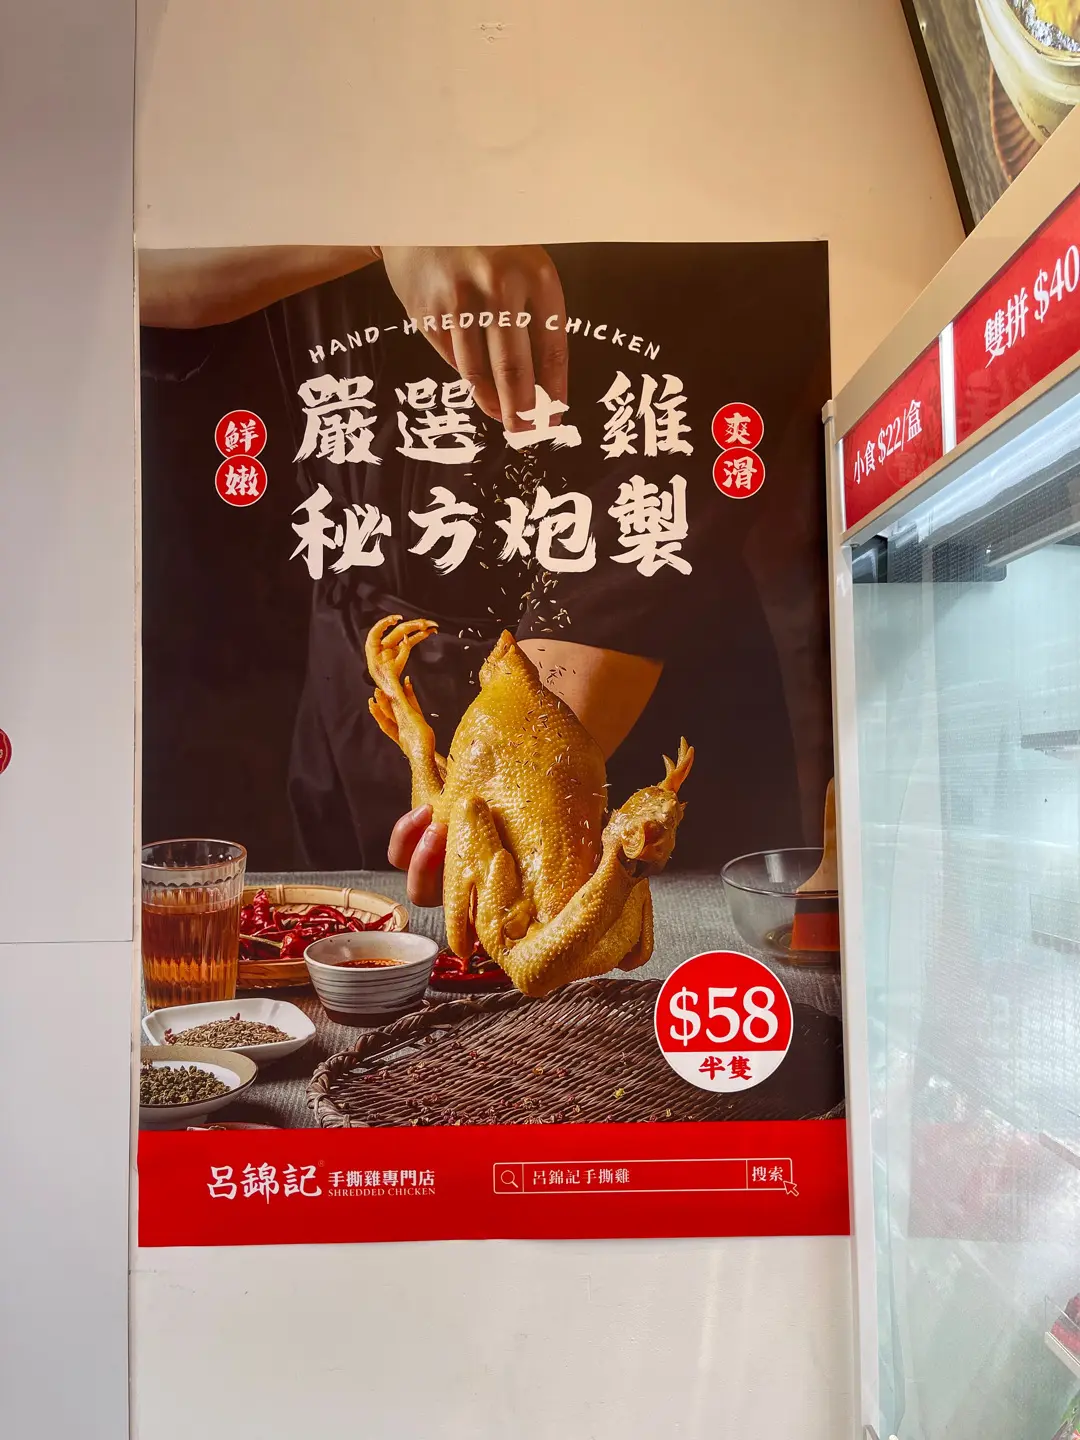 HAND-HREDDED CHICKEN
嚴選土雞
秘方炮製
鮮嫩
爽滑
$58
半隻
呂錦記
手撕雞專門店
SHREDDED CHICKEN
呂錦記手撕雞
搜索
小食 $22/盒
雙拼 $40